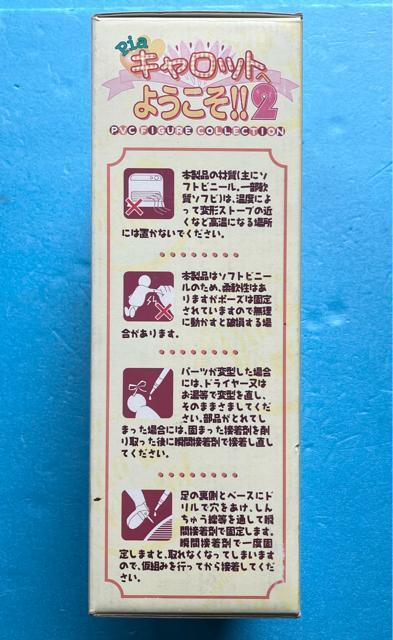 Pia
キャロットへ
ようこそ!!2
PVC FIGURE COLLECTION
本製品の材質(主にソ
フトビニール。一部軟
質ソフビ)は、温度によ
って変形ストーブの近
くなど高温になる場所
には置かないでください。
本製品はソフトビニー
ルのため、柔軟性はあ
りますがポーズは固定
されていますので無理
に動かすと破損する場
合があります。
パーツが変型した場合
には、ドライヤー又は
お湯等で変型を直し、
そのままさましてくだ
さい。部品がとれてし
まった場合には、固まった接着剤を削
り取った後に瞬間接着剤で接着し直し
てください。
足の裏側とベースにド
リルで穴をあけ、しん
ちゅう線等を通して瞬
間接着剤で固定します。
瞬間接着剤で一度固
定しますと、取れなくなってしまいます
ので、仮組みを行ってから接着してくだ
さい。